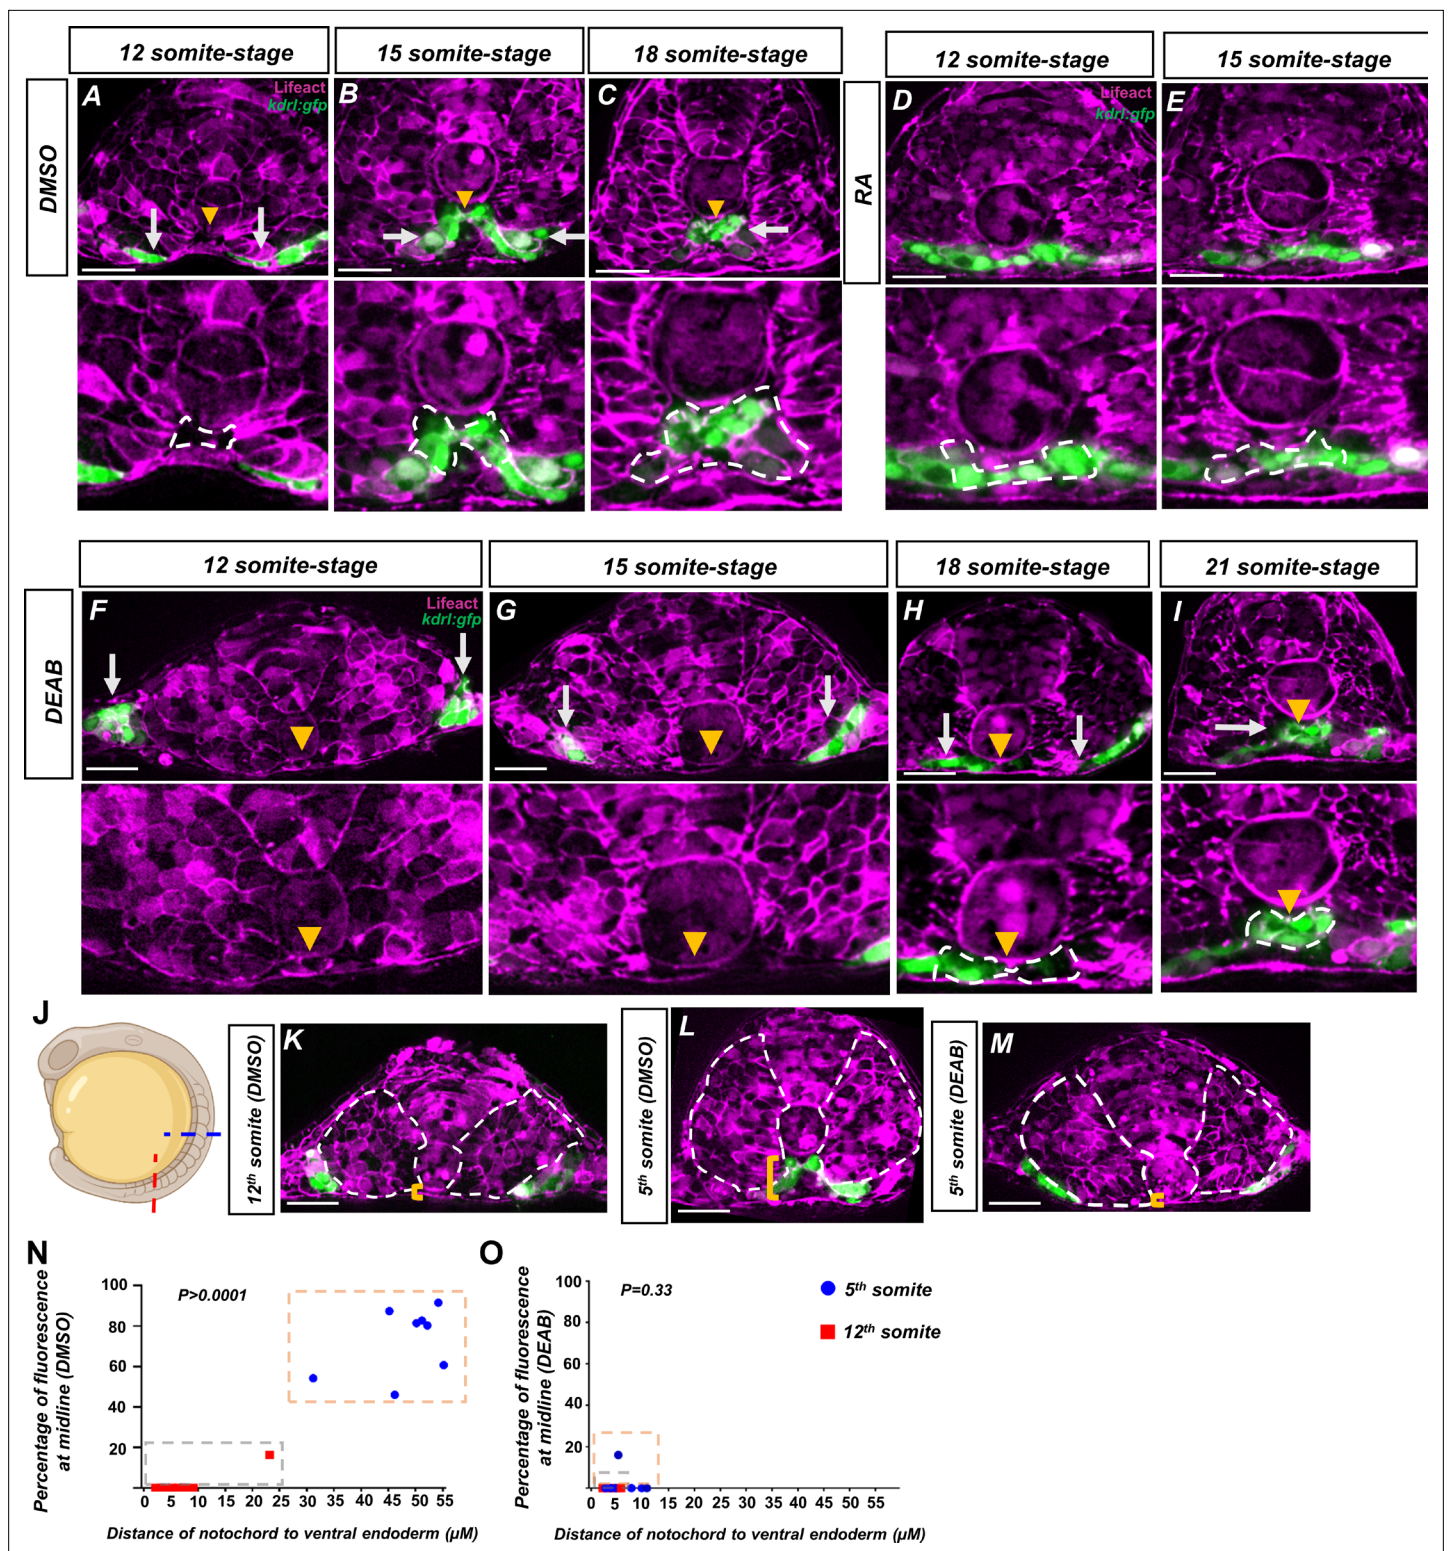 12 somite-stage
15 somite-stage
18 somite-stage
12 somite-stage
15 somite-stage
DMSO
A
Lifeact
kdrl:gfp
B
C
RA
D
Lifeact
kdrl:gfp
E
12 somite-stage
15 somite-stage
18 somite-stage
21 somite-stage
DEAB
F
Lifeact
kdrl:gfp
G
H
I
J
12th somite (DMSO)
K
5th somite (DMSO)
L
5th somite (DEAB)
M
N
Percentage of fluorescence
at midline (DMSO)
100
80
60
40
20
P>0.0001
0 5 10 15 20 25 30 35 40 45 50 55
Distance of notochord to ventral endoderm (µM)
O
Percentage of fluorescence
at midline (DEAB)
100
80
60
40
20
P=0.33
0 5 10 15 20 25 30 35 40 45 50 55
Distance of notochord to ventral endoderm (µM)
5th somite
12th somite